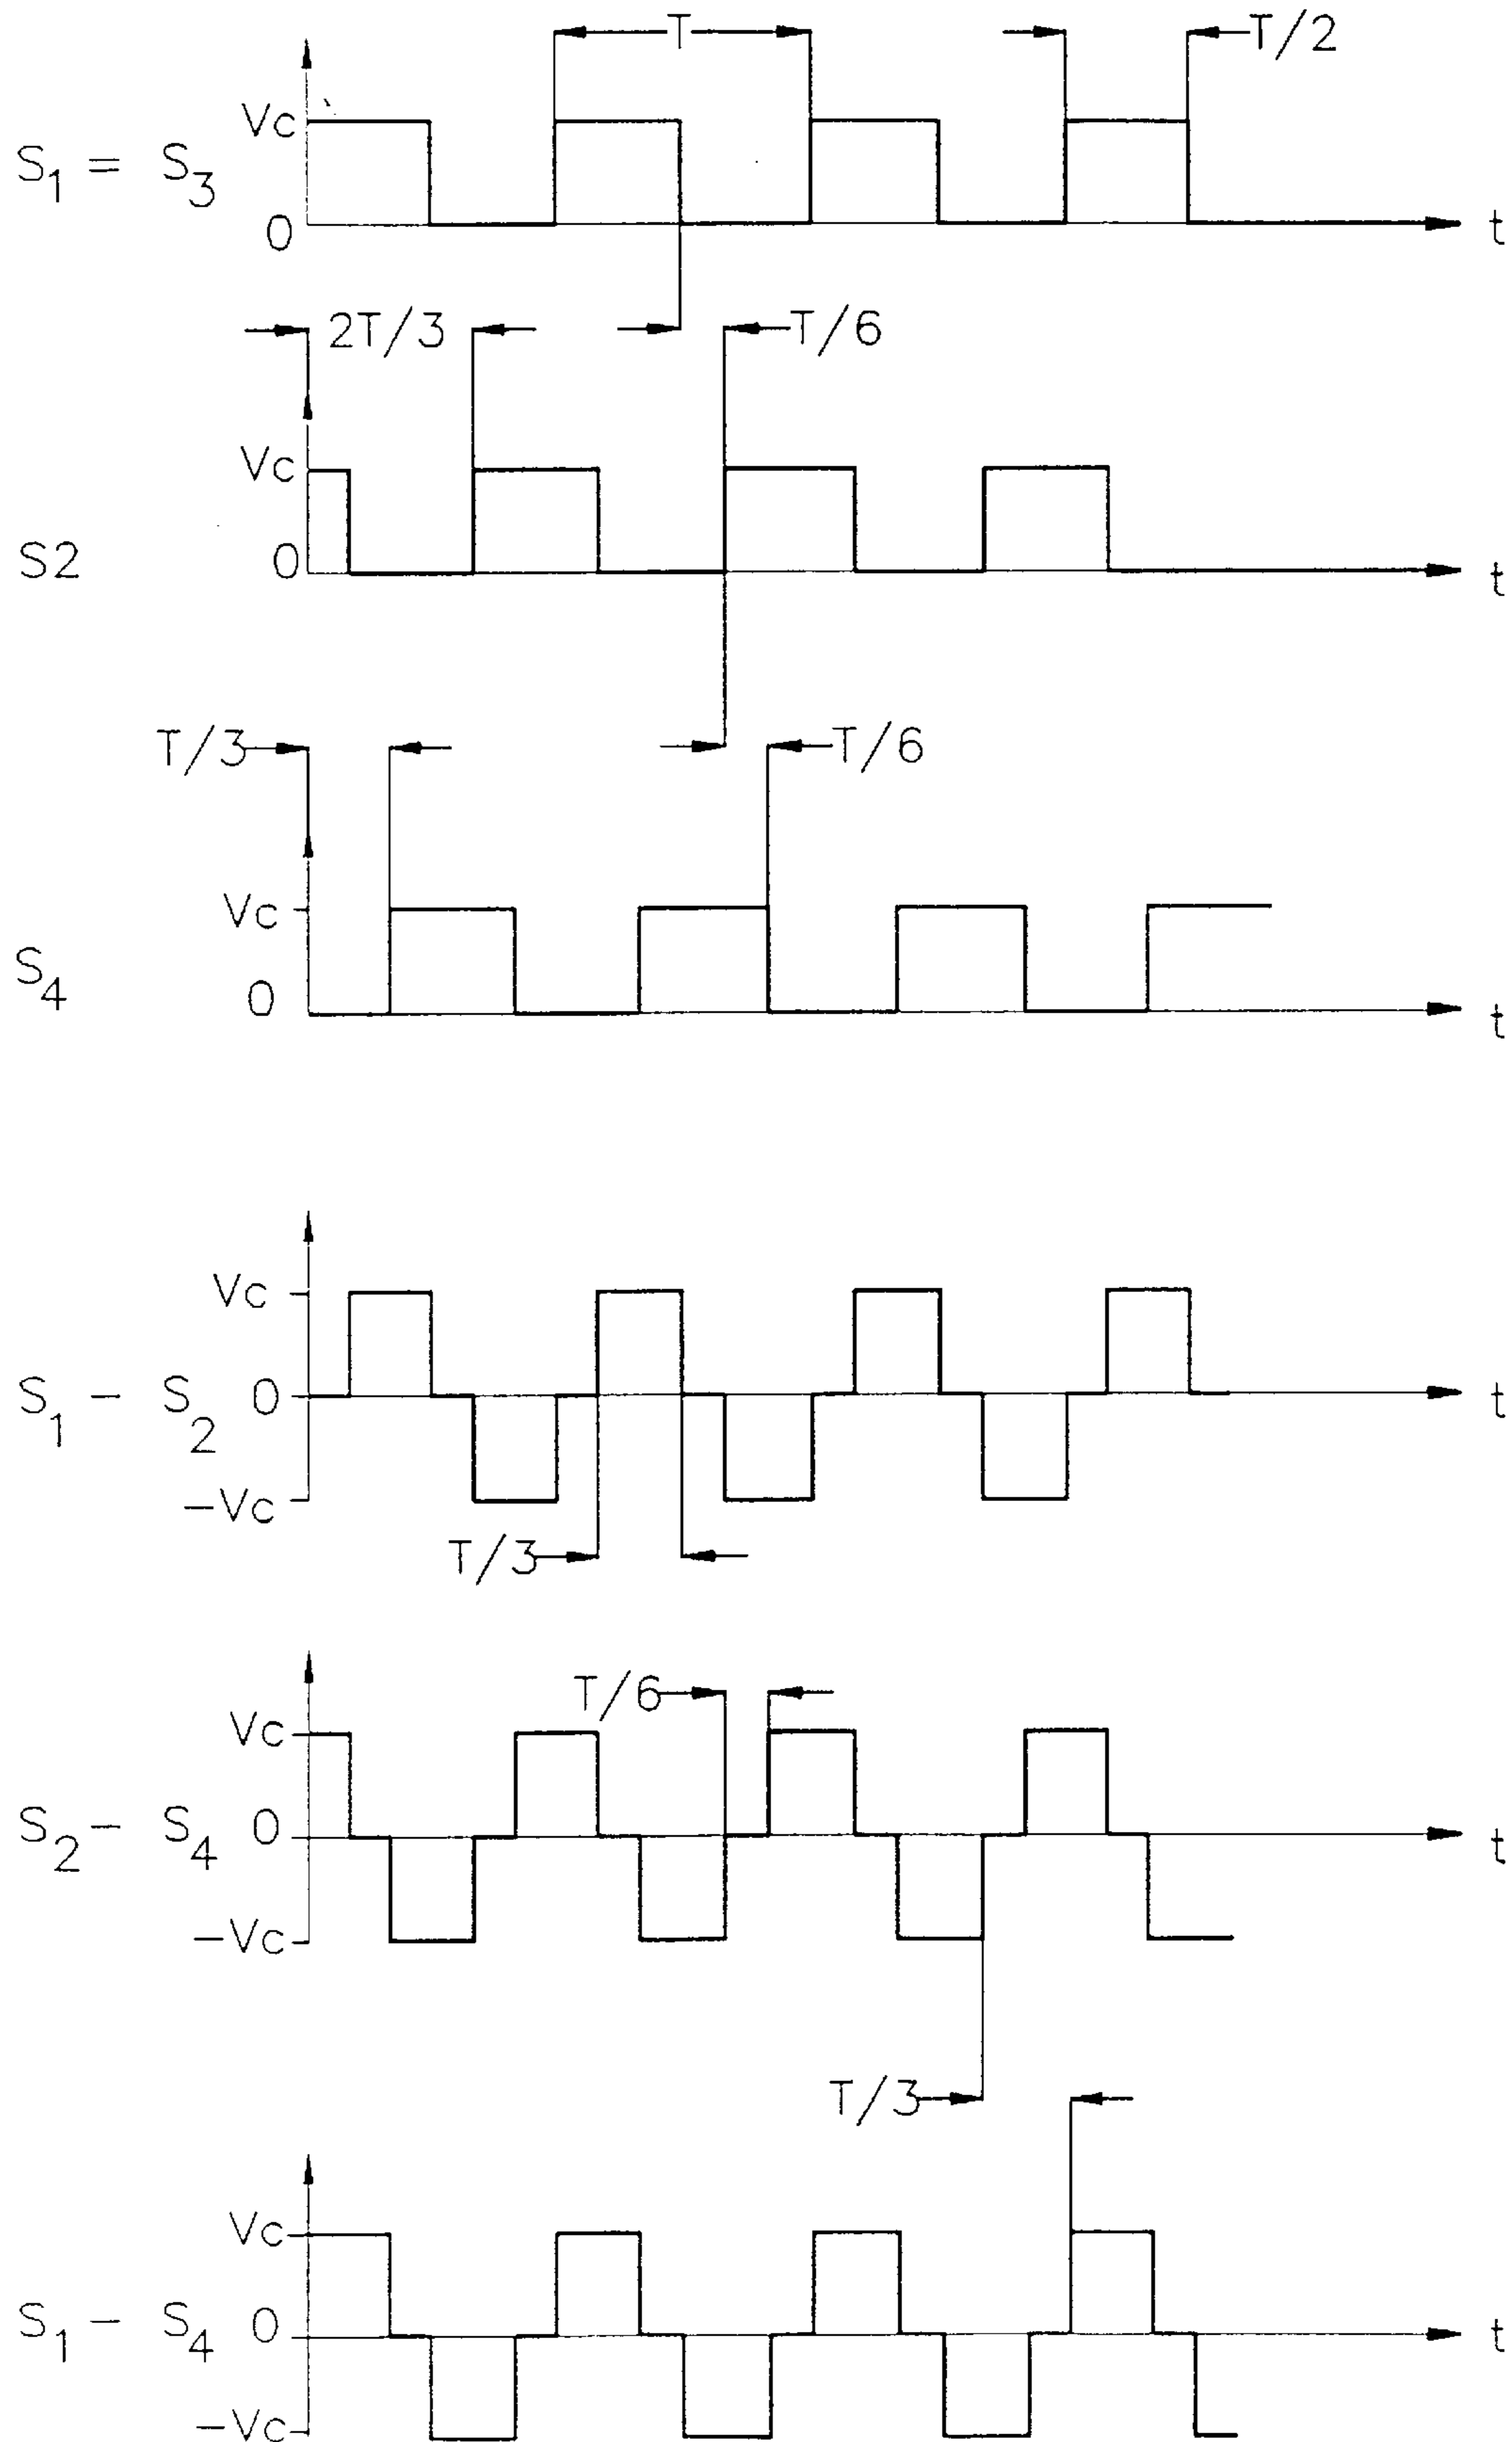 T
T/2
Vc
S1 = S3
0
t
2T/3
T/6
Vc
S2
0
t
T/3
T/6
Vc
S4
0
t
Vc
S1 - S2
0
t
-Vc
T/3
T/6
Vc
S2 - S4
0
t
-Vc
T/3
Vc
S1 - S4
0
t
-Vc